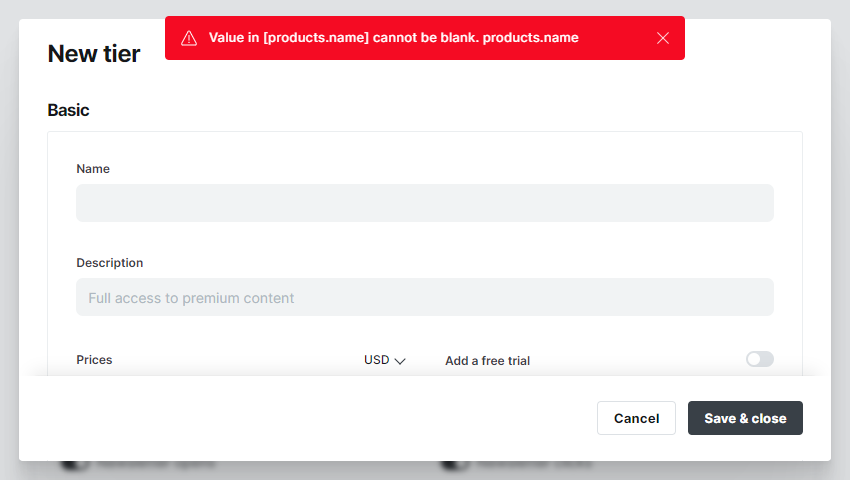 Value in [products.name] cannot be blank. products.name
New tier
Basic
Name
Description
Full access to premium content
Prices
USD
Add a free trial
Cancel
Save & close